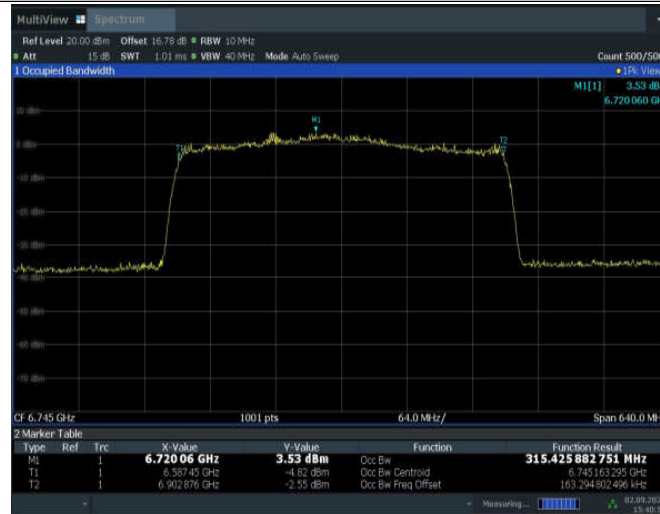 MultiView Spectrum
Ref Level 20.00 dBm Offset 16.78 dB RBW 10 MHz
Att 15 dB SWT 1.01 ms VBW 40 MHz Mode Auto Sweep Count 500/500
1 Occupied Bandwidth 1Pk View
M1[1] 3.53 dB
6.720 060 GH
10 dBm
M1
0 dBm
T1
T2
-10 dBm
-20 dBm
-30 dBm
-40 dBm
-50 dBm
-60 dBm
-70 dBm
CF 6.745 GHz 1001 pts 64.0 MHz/ Span 640.0 MH
2 Marker Table
Type Ref Trc X-Value Y-Value Function Function Result
M1 1 6.720 06 GHz 3.53 dBm Occ Bw 315.425 882 751 MHz
T1 1 6.587 45 GHz -4.82 dBm Occ Bw Centroid 6.745 163 295 GHz
T2 1 6.902 876 GHz -2.55 dBm Occ Bw Freq Offset 163.294 802 496 kHz
Measuring...